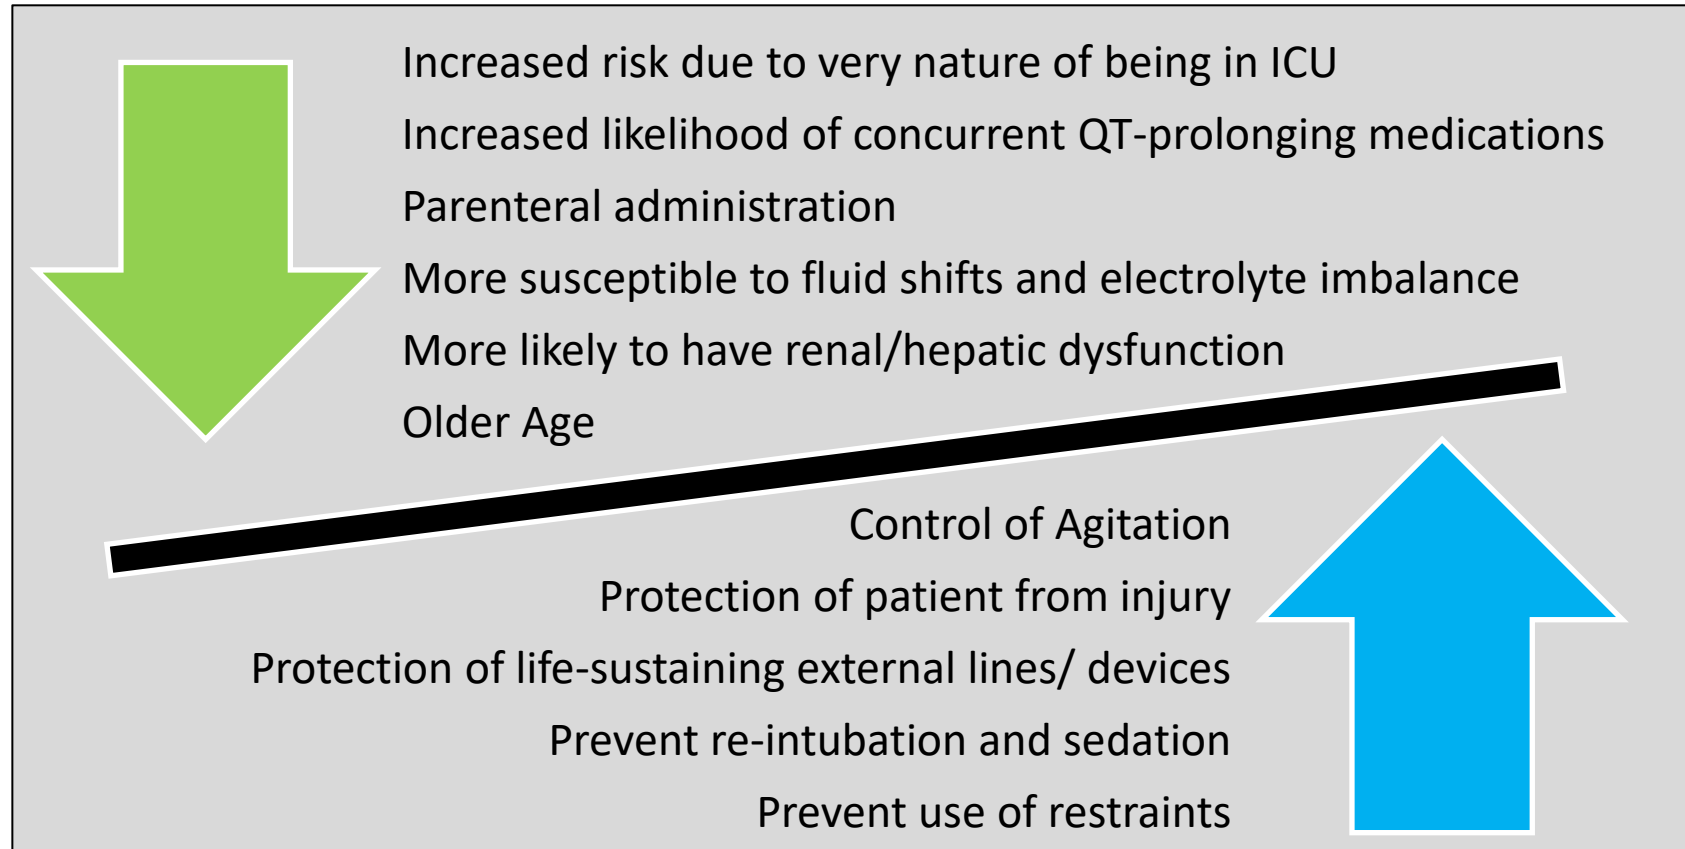 Increased risk due to very nature of being in ICU
Increased likelihood of concurrent QT-prolonging medications
Parenteral administration
More susceptible to fluid shifts and electrolyte imbalance
More likely to have renal/hepatic dysfunction
Older Age
Control of Agitation
Protection of patient from injury
Protection of life-sustaining external lines/ devices
Prevent re-intubation and sedation
Prevent use of restraints